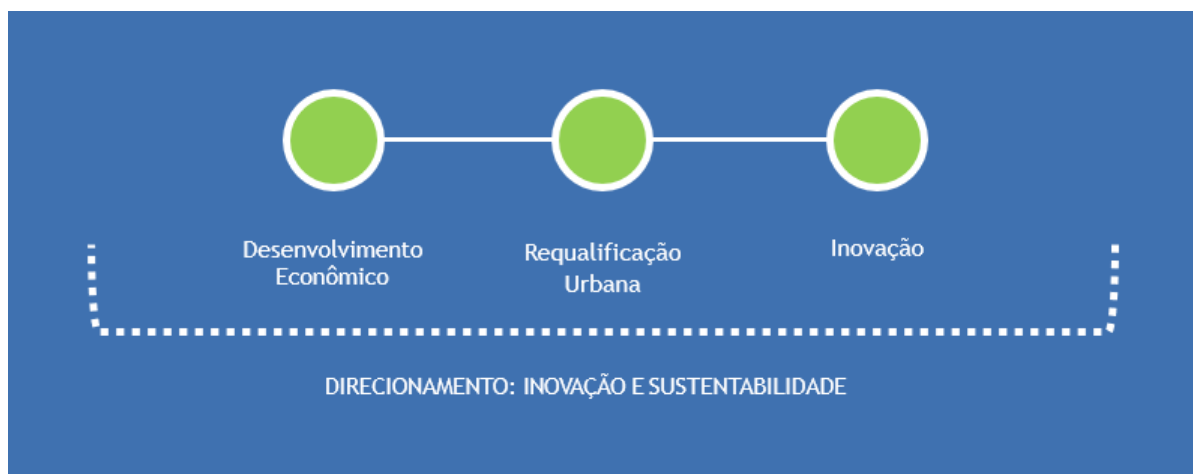 Desenvolvimento
Econômico
Requalificação
Urbana
Inovação
DIRECIONAMENTO: INOVAÇÃO E SUSTENTABILIDADE